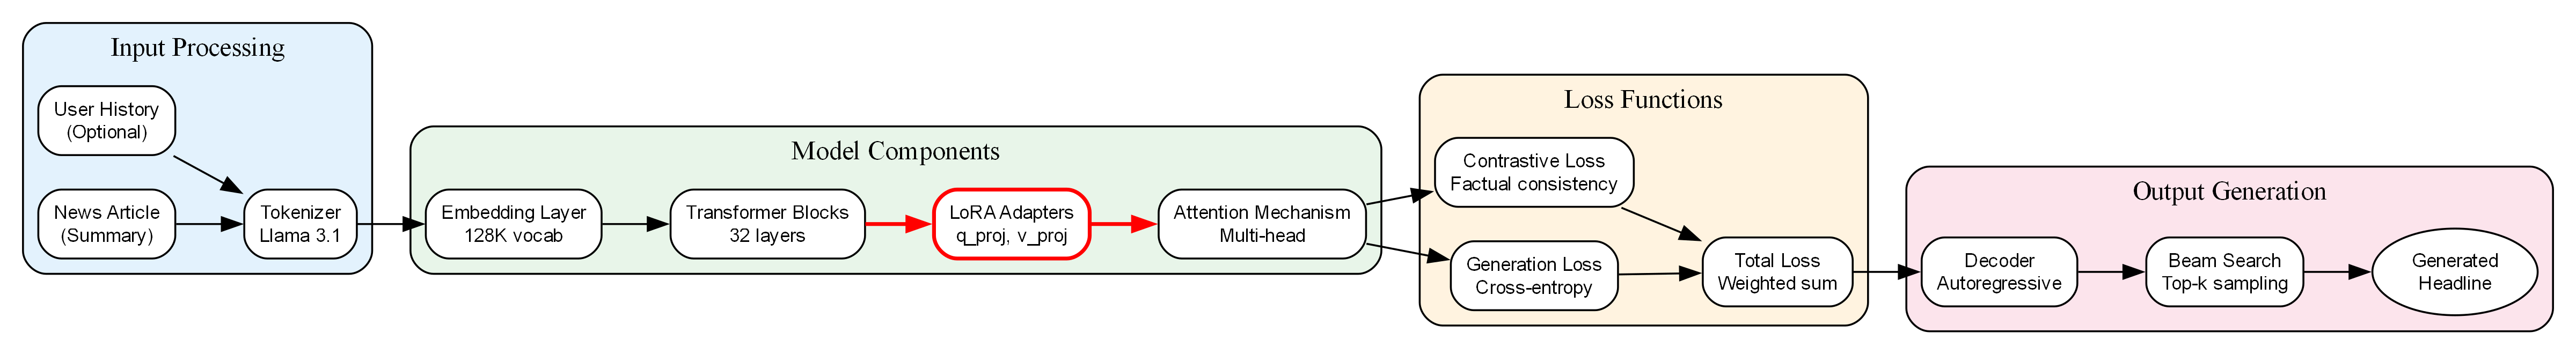 Input Processing
User History
(Optional)
News Article
(Summary)
Tokenizer
Llama 3.1
Model Components
Embedding Layer
128K vocab
Transformer Blocks
32 layers
LoRA Adapters
q_proj, v_proj
Attention Mechanism
Multi-head
Loss Functions
Contrastive Loss
Factual consistency
Generation Loss
Cross-entropy
Total Loss
Weighted sum
Output Generation
Decoder
Autoregressive
Beam Search
Top-k sampling
Generated
Headline